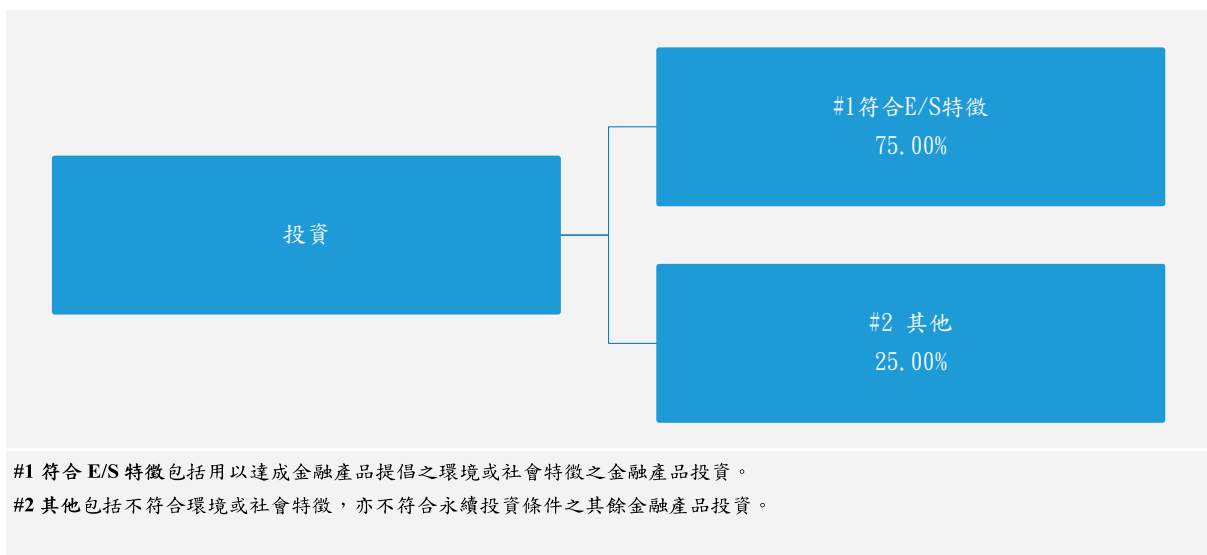 投資
#1符合E/S特徵
75.00%
#2 其他
25.00%
#1 符合 E/S 特徵包括用以達成金融產品提倡之環境或社會特徵之金融產品投資。
#2 其他包括不符合環境或社會特徵，亦不符合永續投資條件之其餘金融產品投資。